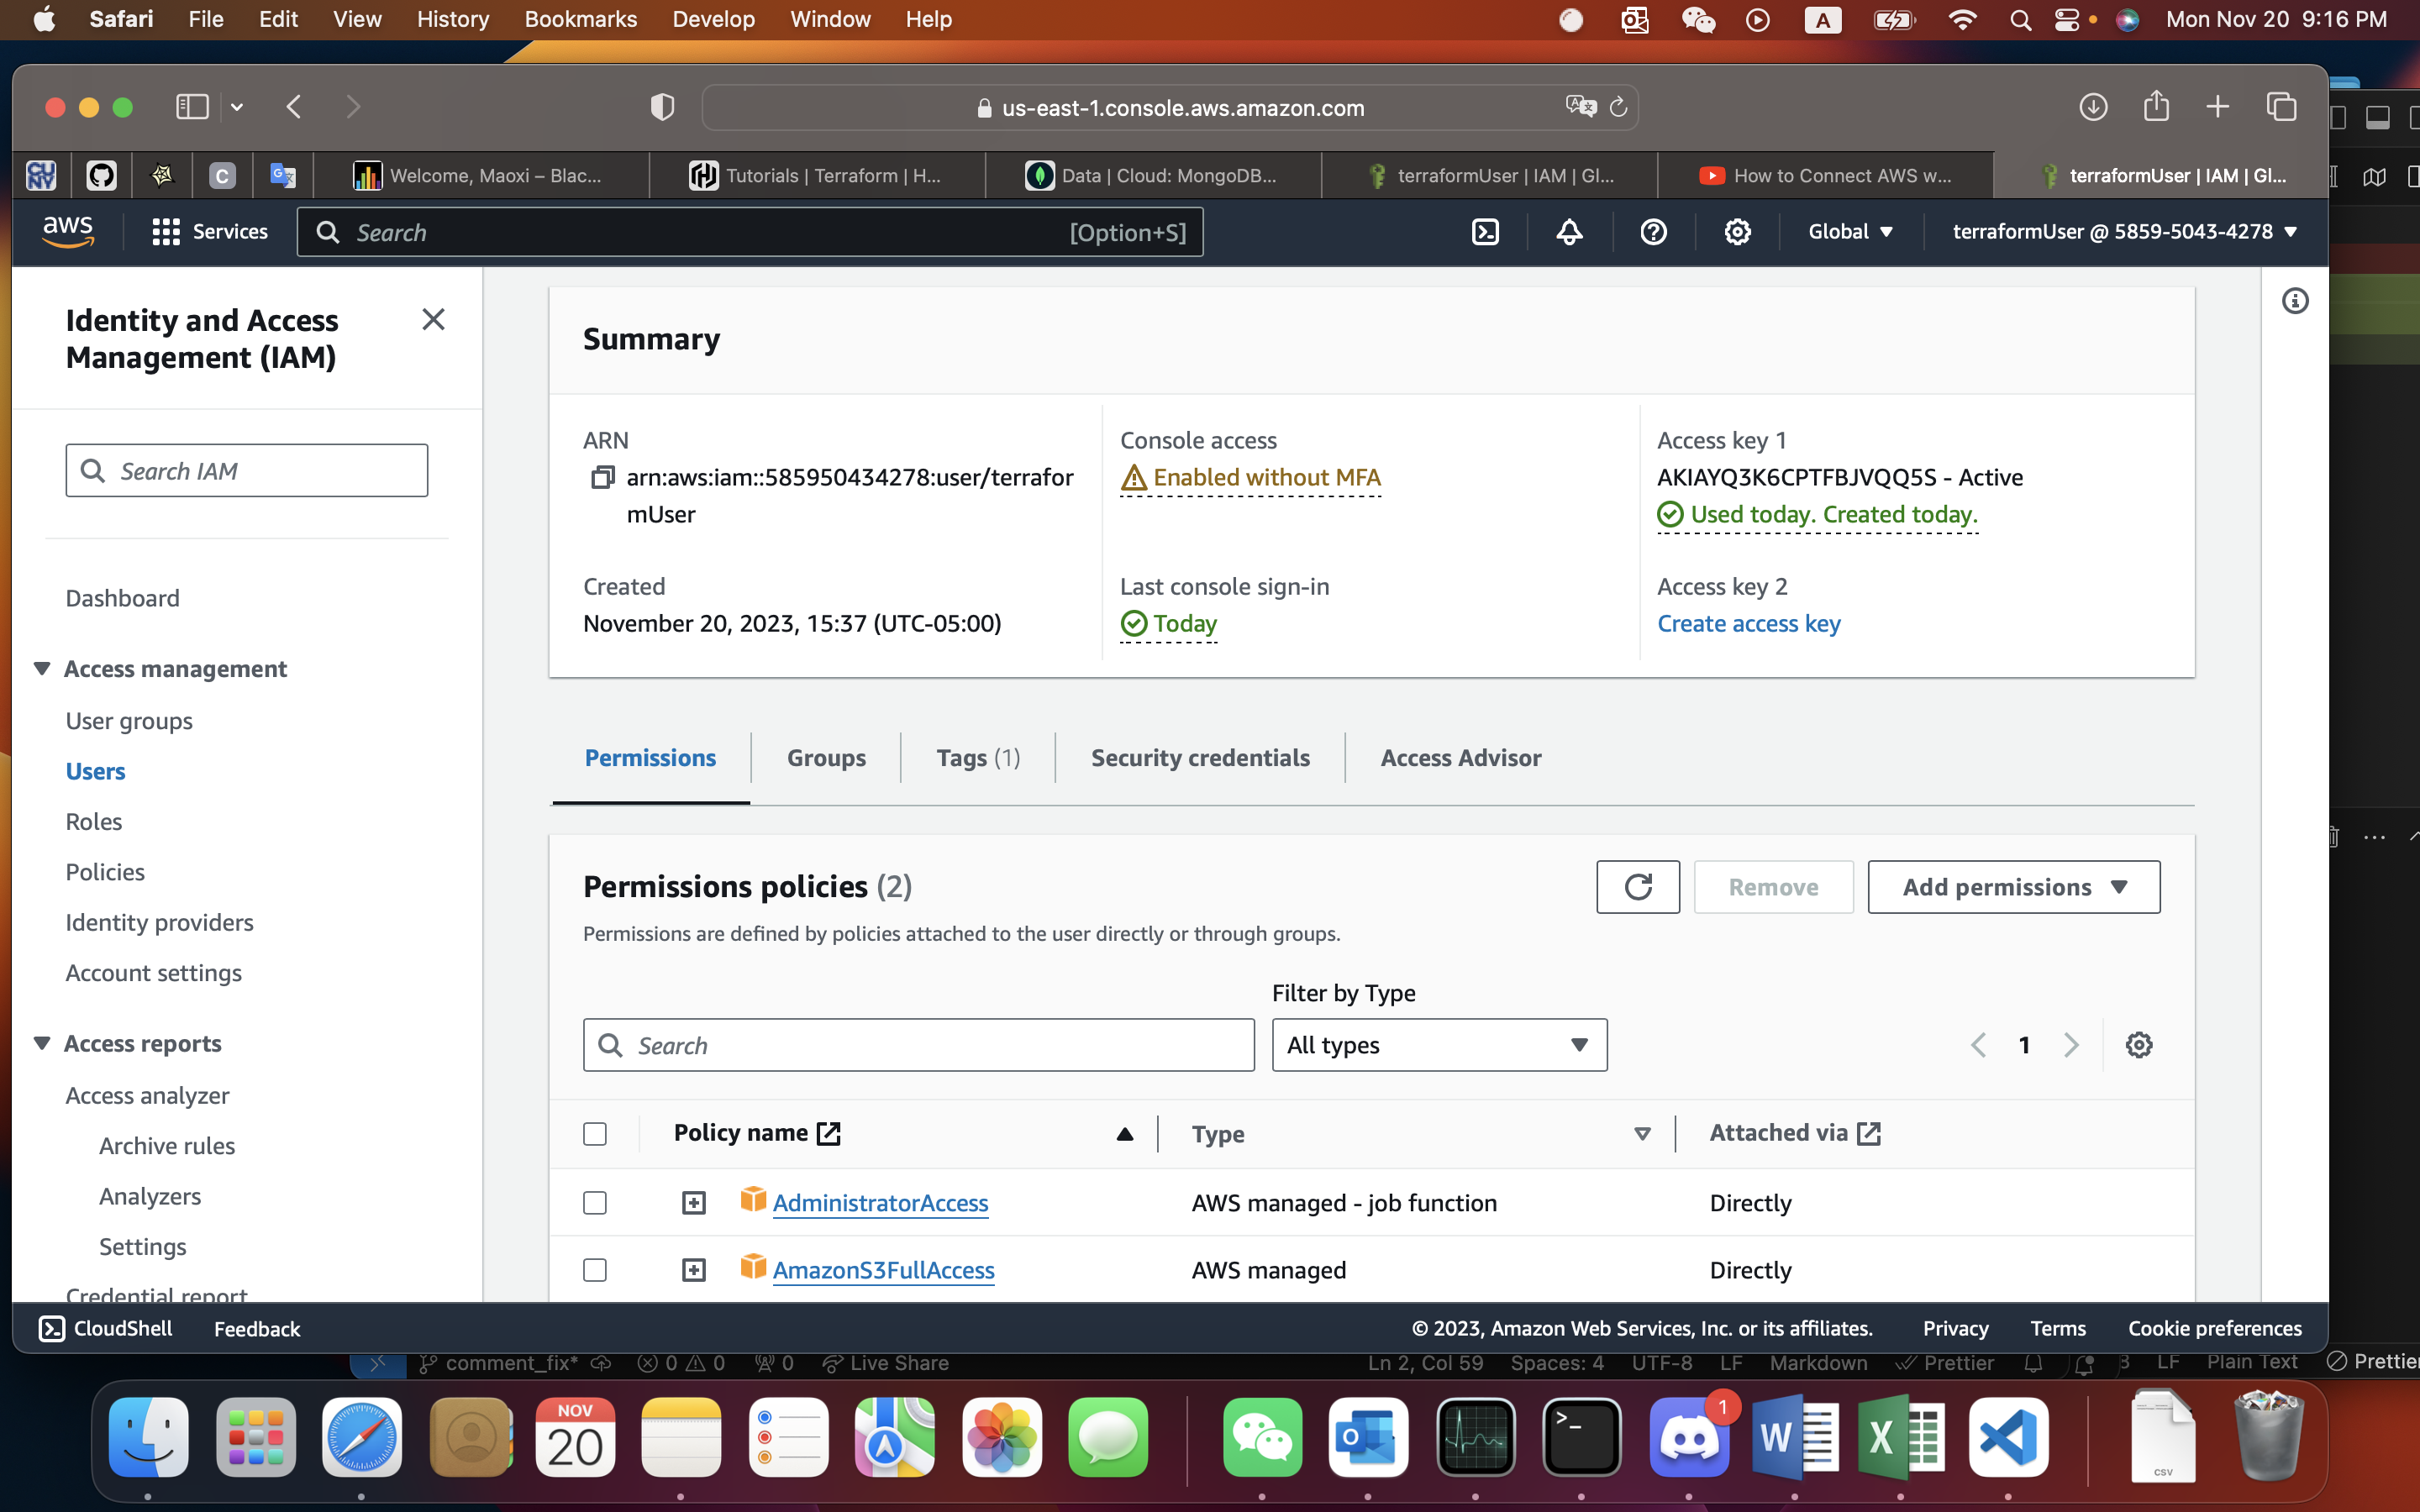 Safari File Edit View History Bookmarks Develop Window Help A Mon Nov 20 9:16 PM
us-east-1.console.aws.amazon.com
CUNY C Welcome, Maoxi – Blac... Tutorials | Terraform | H... Data | Cloud: MongoDB... terraformUser | IAM | Gl... How to Connect AWS w... terraformUser | IAM | Gl...
aws Services Search [Option+S] Global terraformUser @ 5859-5043-4278
Identity and Access
Management (IAM)
Search IAM
Dashboard
Access management
User groups
Users
Roles
Policies
Identity providers
Account settings
Access reports
Access analyzer
Archive rules
Analyzers
Settings
Credential report
Summary
ARN
arn:aws:iam::585950434278:user/terrafor
mUser
Console access
Enabled without MFA
Access key 1
AKIAYQ3K6CPTFBJVQQ5S - Active
Used today. Created today.
Created
November 20, 2023, 15:37 (UTC-05:00)
Last console sign-in
Today
Access key 2
Create access key
Permissions Groups Tags (1) Security credentials Access Advisor
Permissions policies (2)
Remove Add permissions
Permissions are defined by policies attached to the user directly or through groups.
Filter by Type
Search All types 1
Policy name Type Attached via
AdministratorAccess AWS managed - job function Directly
AmazonS3FullAccess AWS managed Directly
CloudShell Feedback © 2023, Amazon Web Services, Inc. or its affiliates. Privacy Terms Cookie preferences
comment_fix* 0 0 0 Live Share Ln 2, Col 59 Spaces: 4 UTF-8 LF Markdown Prettier LF Plain Text Prettier
NOV
20
1
CSV